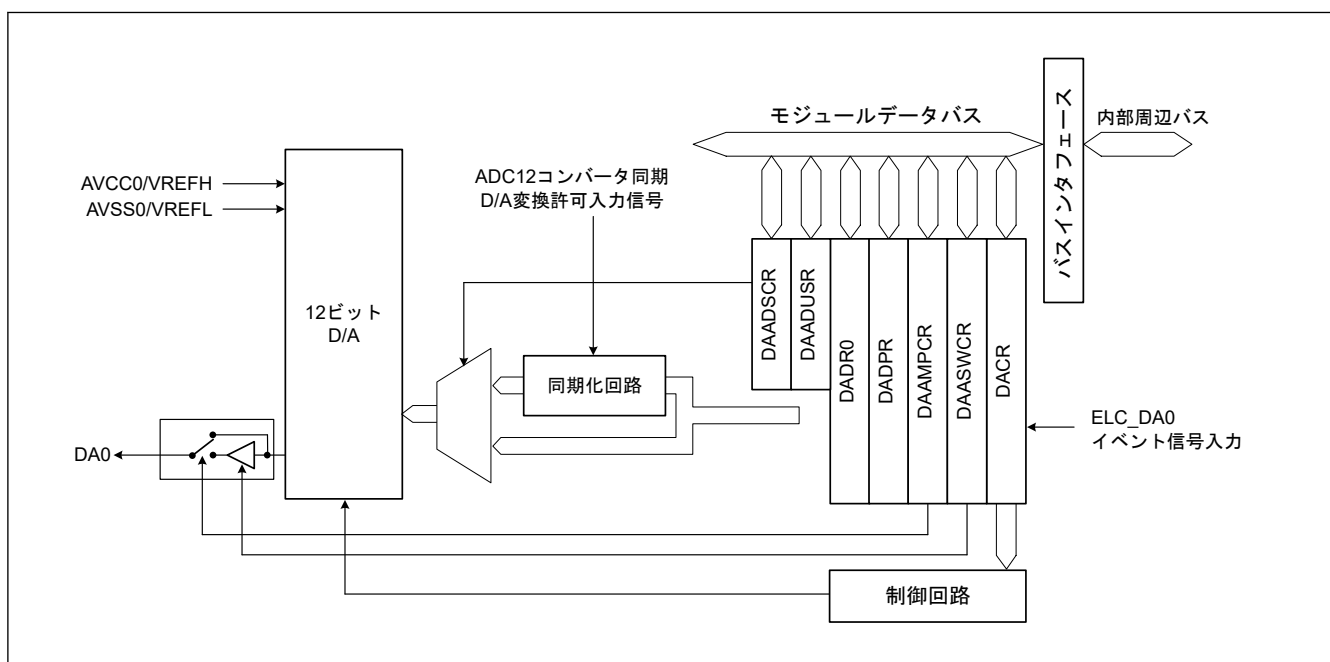 モジュールデータバス
バスインタフェース
内部周辺バス
AVCC0/VREFH
AVSS0/VREFL
ADC12コンバータ同期
D/A変換許可入力信号
12ビット
D/A
同期化回路
DAADSCR
DAADUSR
DADR0
DADPR
DAAMPCR
DAASWCR
DACR
ELC_DA0
イベント信号入力
DA0
制御回路